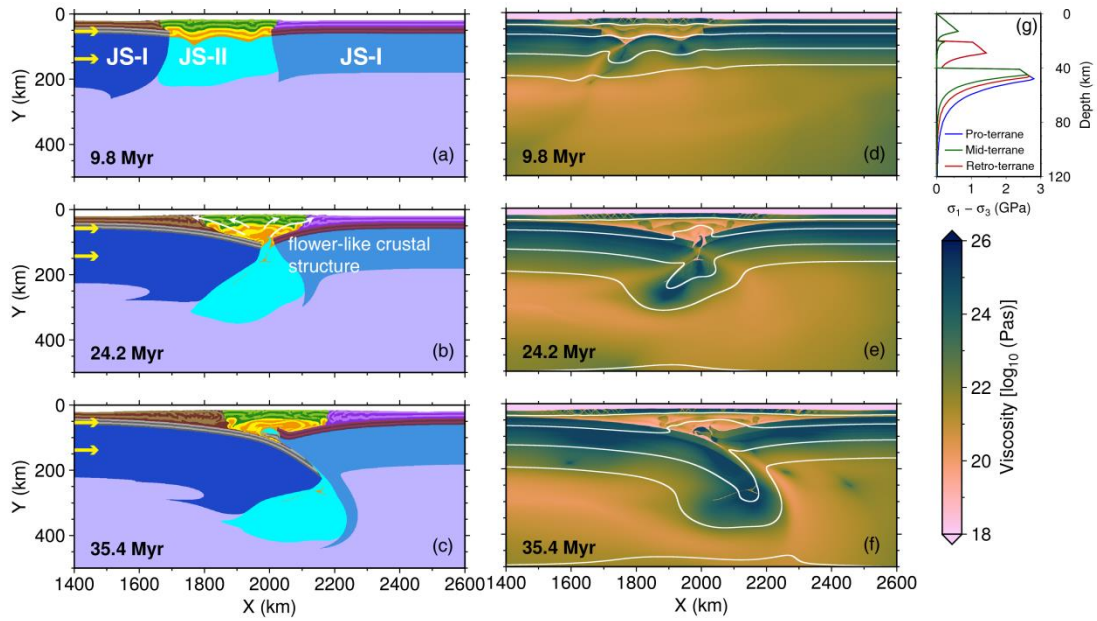 0
200
400
Y (km)
JS-I
JS-II
JS-I
9.8 Myr
(a)
0
200
400
Y (km)
flower-like crustal
structure
24.2 Myr
(b)
0
200
400
Y (km)
35.4 Myr
(c)
1400 1600 1800 2000 2200 2400 2600
X (km)
(d)
9.8 Myr
(e)
24.2 Myr
(f)
35.4 Myr
1400 1600 1800 2000 2200 2400 2600
X (km)
(g)
0
40
80
120
Depth (km)
Pro-terrane
Mid-terrane
Retro-terrane
0 1 2 3
σ₁ − σ₃ (GPa)
26
24
22
20
18
Viscosity [log₁₀ (Pas)]